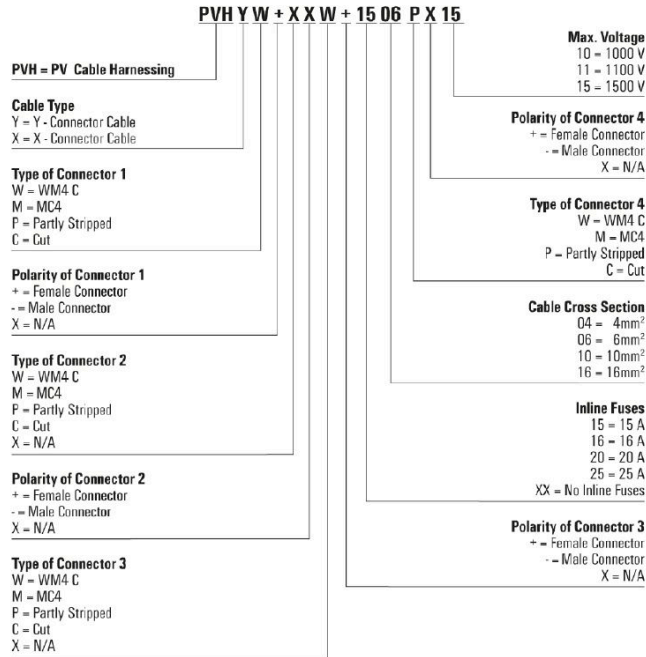 PVH Y W + X X W + 15 06 P X 15
PVH = PV Cable Harnessing
Cable Type
Y = Y - Connector Cable
X = X - Connector Cable
Type of Connector 1
W = WM4 C
M = MC4
P = Partly Stripped
C = Cut
Polarity of Connector 1
+ = Female Connector
- = Male Connector
X = N/A
Type of Connector 2
W = WM4 C
M = MC4
P = Partly Stripped
C = Cut
X = N/A
Polarity of Connector 2
+ = Female Connector
- = Male Connector
X = N/A
Type of Connector 3
W = WM4 C
M = MC4
P = Partly Stripped
C = Cut
X = N/A
Max. Voltage
10 = 1000 V
11 = 1100 V
15 = 1500 V
Polarity of Connector 4
+ = Female Connector
- = Male Connector
X = N/A
Type of Connector 4
W = WM4 C
M = MC4
P = Partly Stripped
C = Cut
Cable Cross Section
04 = 4mm²
06 = 6mm²
10 = 10mm²
16 = 16mm²
Inline Fuses
15 = 15 A
16 = 16 A
20 = 20 A
25 = 25 A
XX = No Inline Fuses
Polarity of Connector 3
+ = Female Connector
- = Male Connector
X = N/A